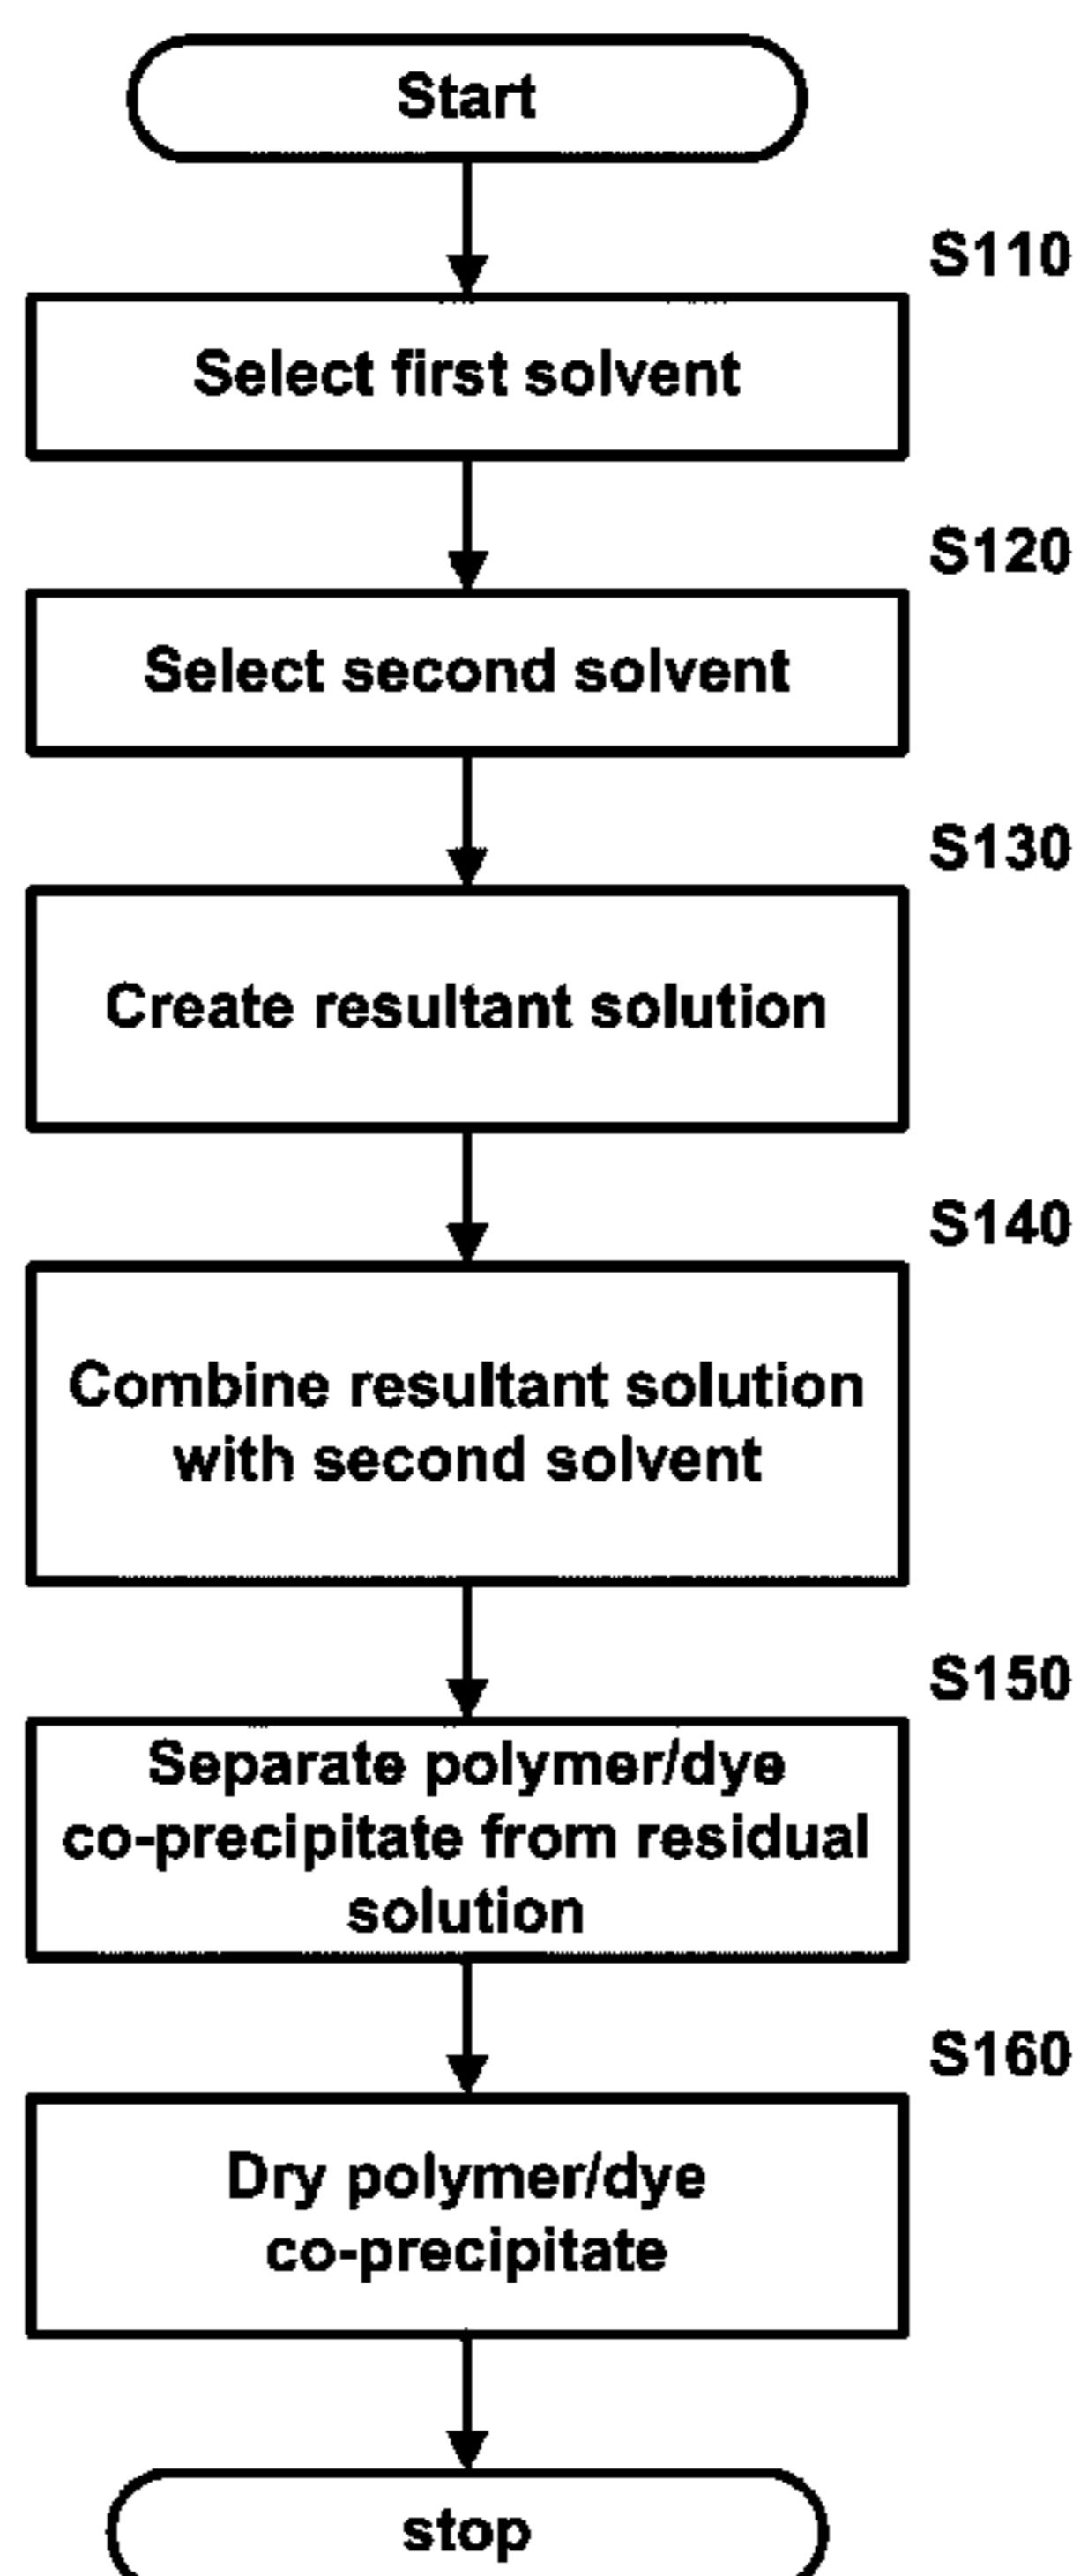 Start
S110
Select first solvent
S120
Select second solvent
S130
Create resultant solution
S140
Combine resultant solution
with second solvent
S150
Separate polymer/dye
co-precipitate from residual
solution
S160
Dry polymer/dye
co-precipitate
stop